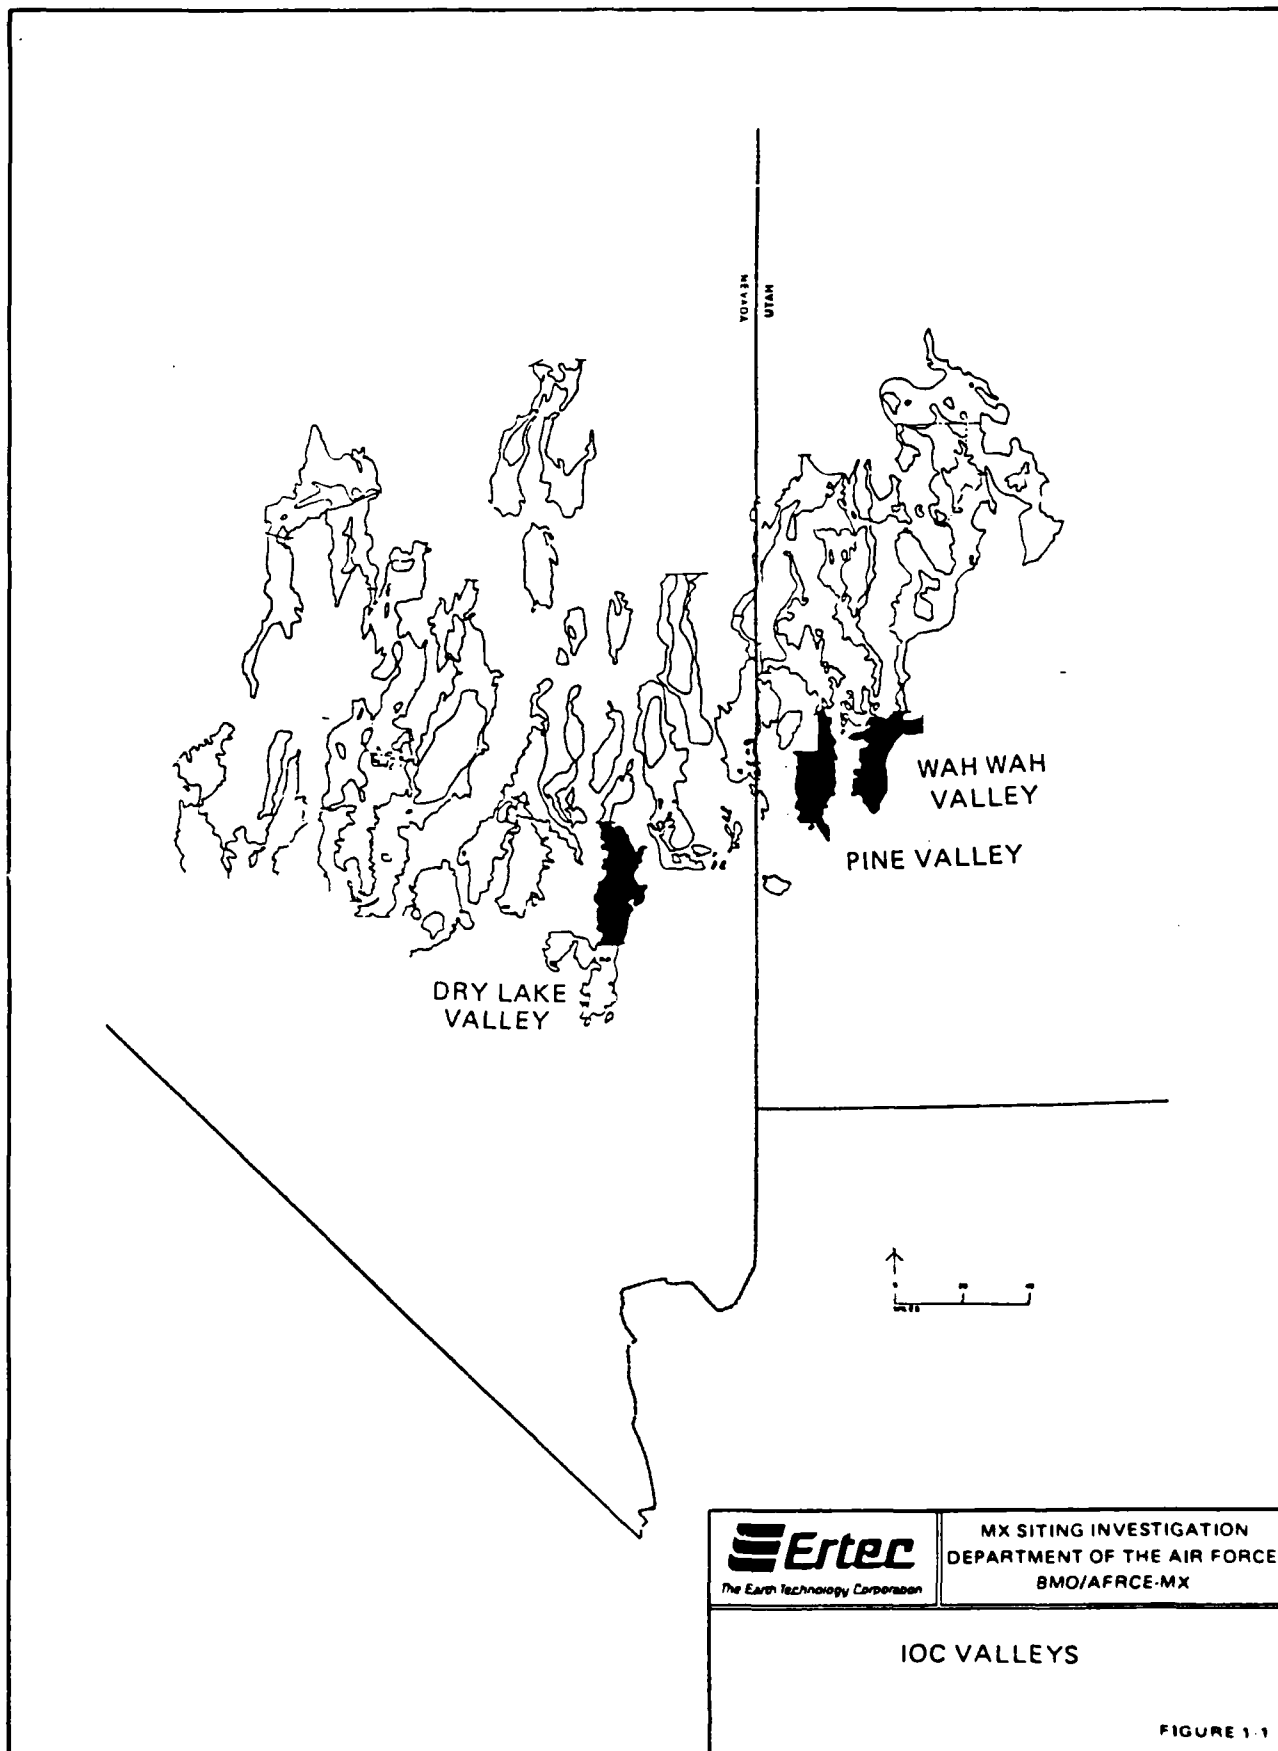 NEVADA
UTAH
WAH WAH
VALLEY
PINE VALLEY
DRY LAKE
VALLEY
Ertec
The Earth Technology Corporation
MX SITING INVESTIGATION
DEPARTMENT OF THE AIR FORCE
BMO/AFRCE-MX
IOC VALLEYS
FIGURE 1-1